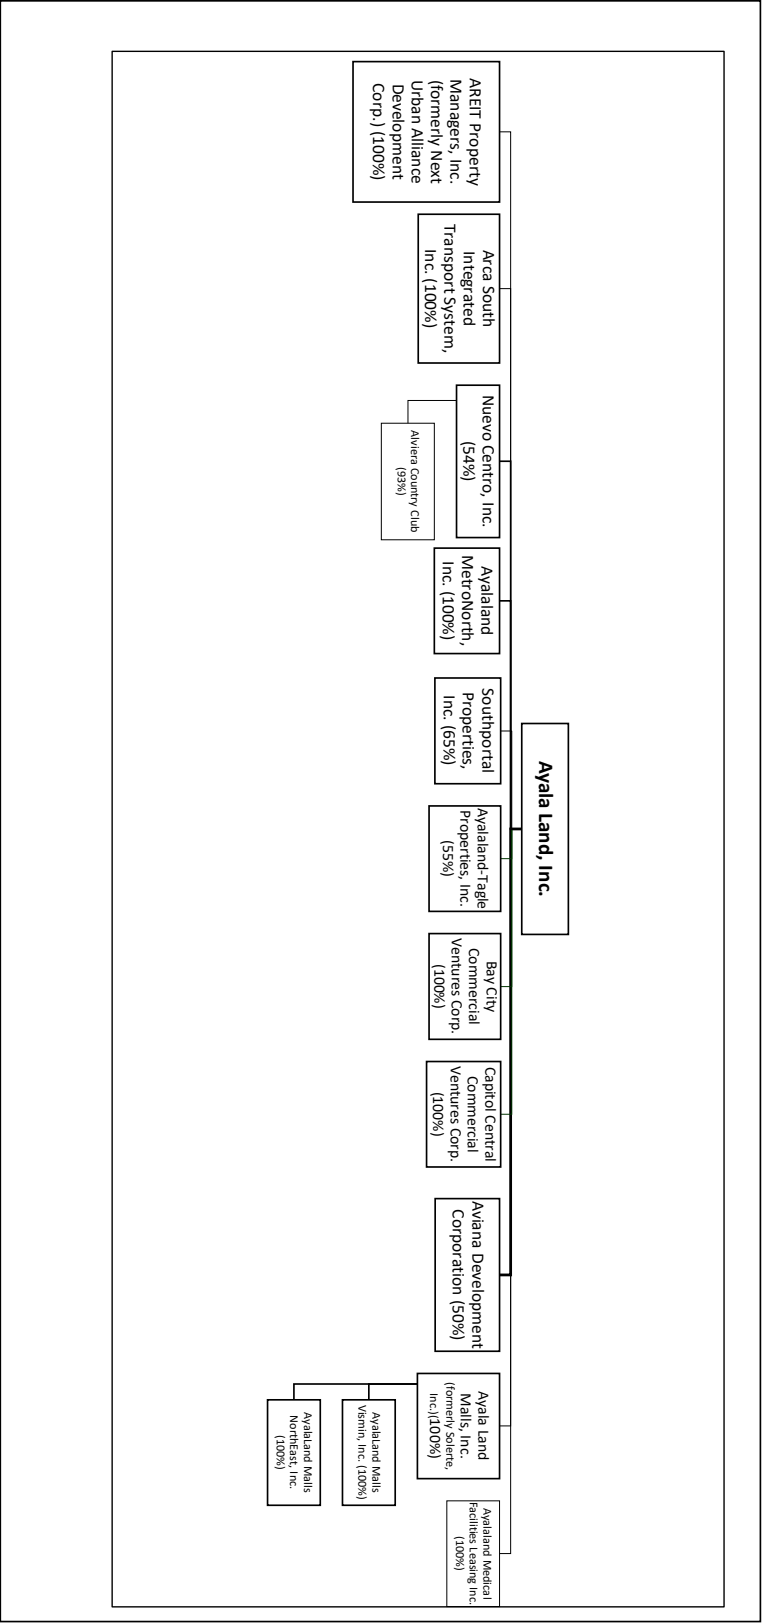 Ayala Land, Inc.
AREIT Property
Managers, Inc.
(formerly Next
Urban Alliance
Development
Corp.) (100%)
Arca South
Integrated
Transport System,
Inc. (100%)
Nuevo Centro, Inc.
(54%)
Alviera Country Club
(93%)
Ayalaland
MetroNorth,
Inc. (100%)
Southportal
Properties,
Inc. (65%)
Ayalaland-Tagle
Properties, Inc.
(55%)
Bay City
Commercial
Ventures Corp.
(100%)
Capitol Central
Commercial
Ventures Corp.
(100%)
Aviana Development
Corporation (50%)
Ayala Land
Malls, Inc.
(formerly Solerte,
Inc.)(100%)
AyalaLand Malls
Vismin, Inc. (100%)
AyalaLand Malls
NorthEast, Inc.
(100%)
Ayalaland Medical
Facilities Leasing Inc.
(100%)